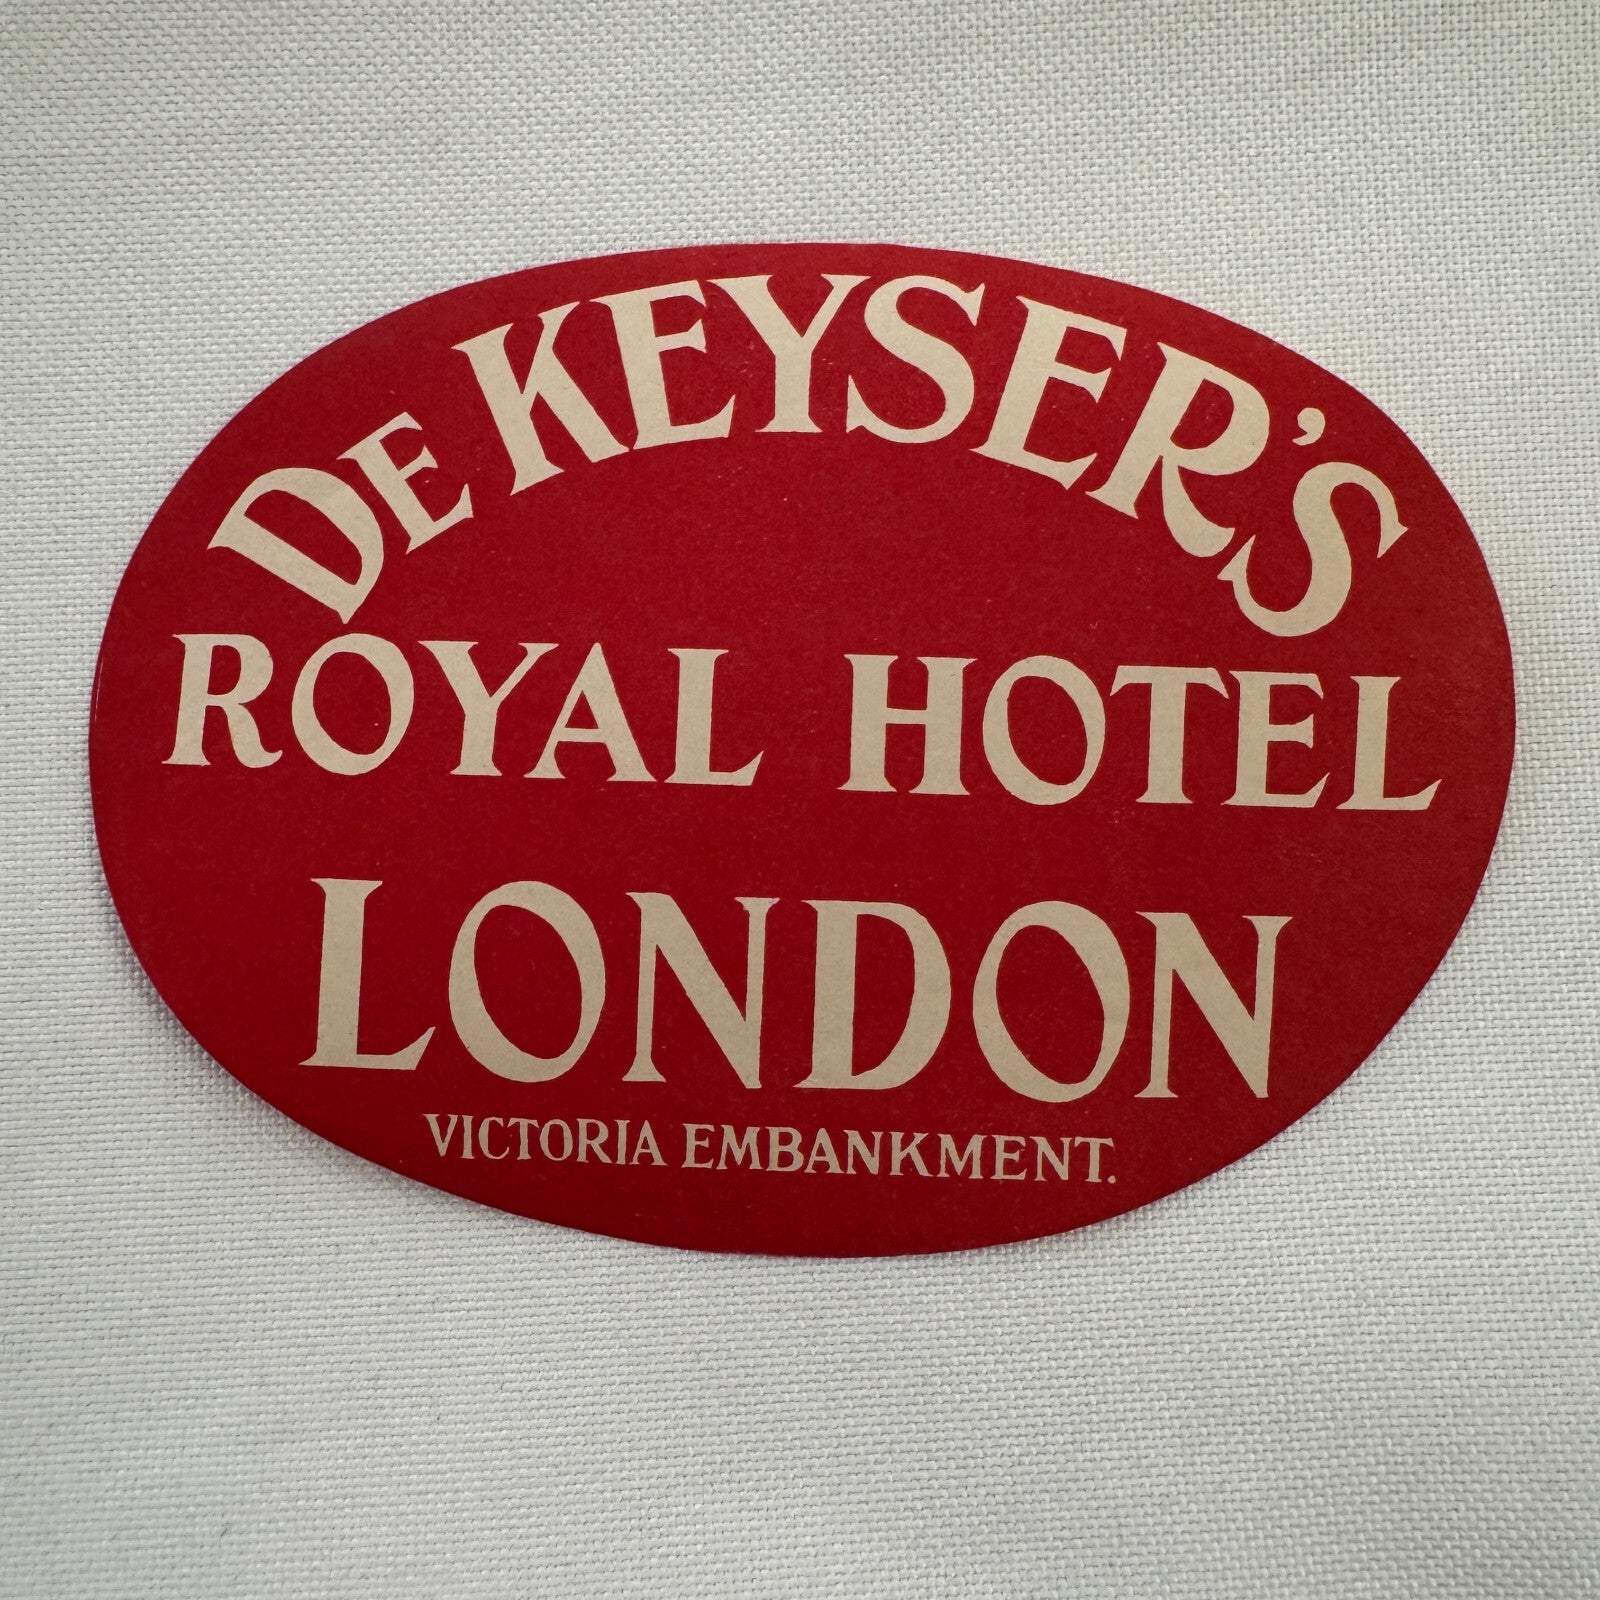 DE KEYSER'S
ROYAL HOTEL
LONDON
VICTORIA EMBANKMENT.